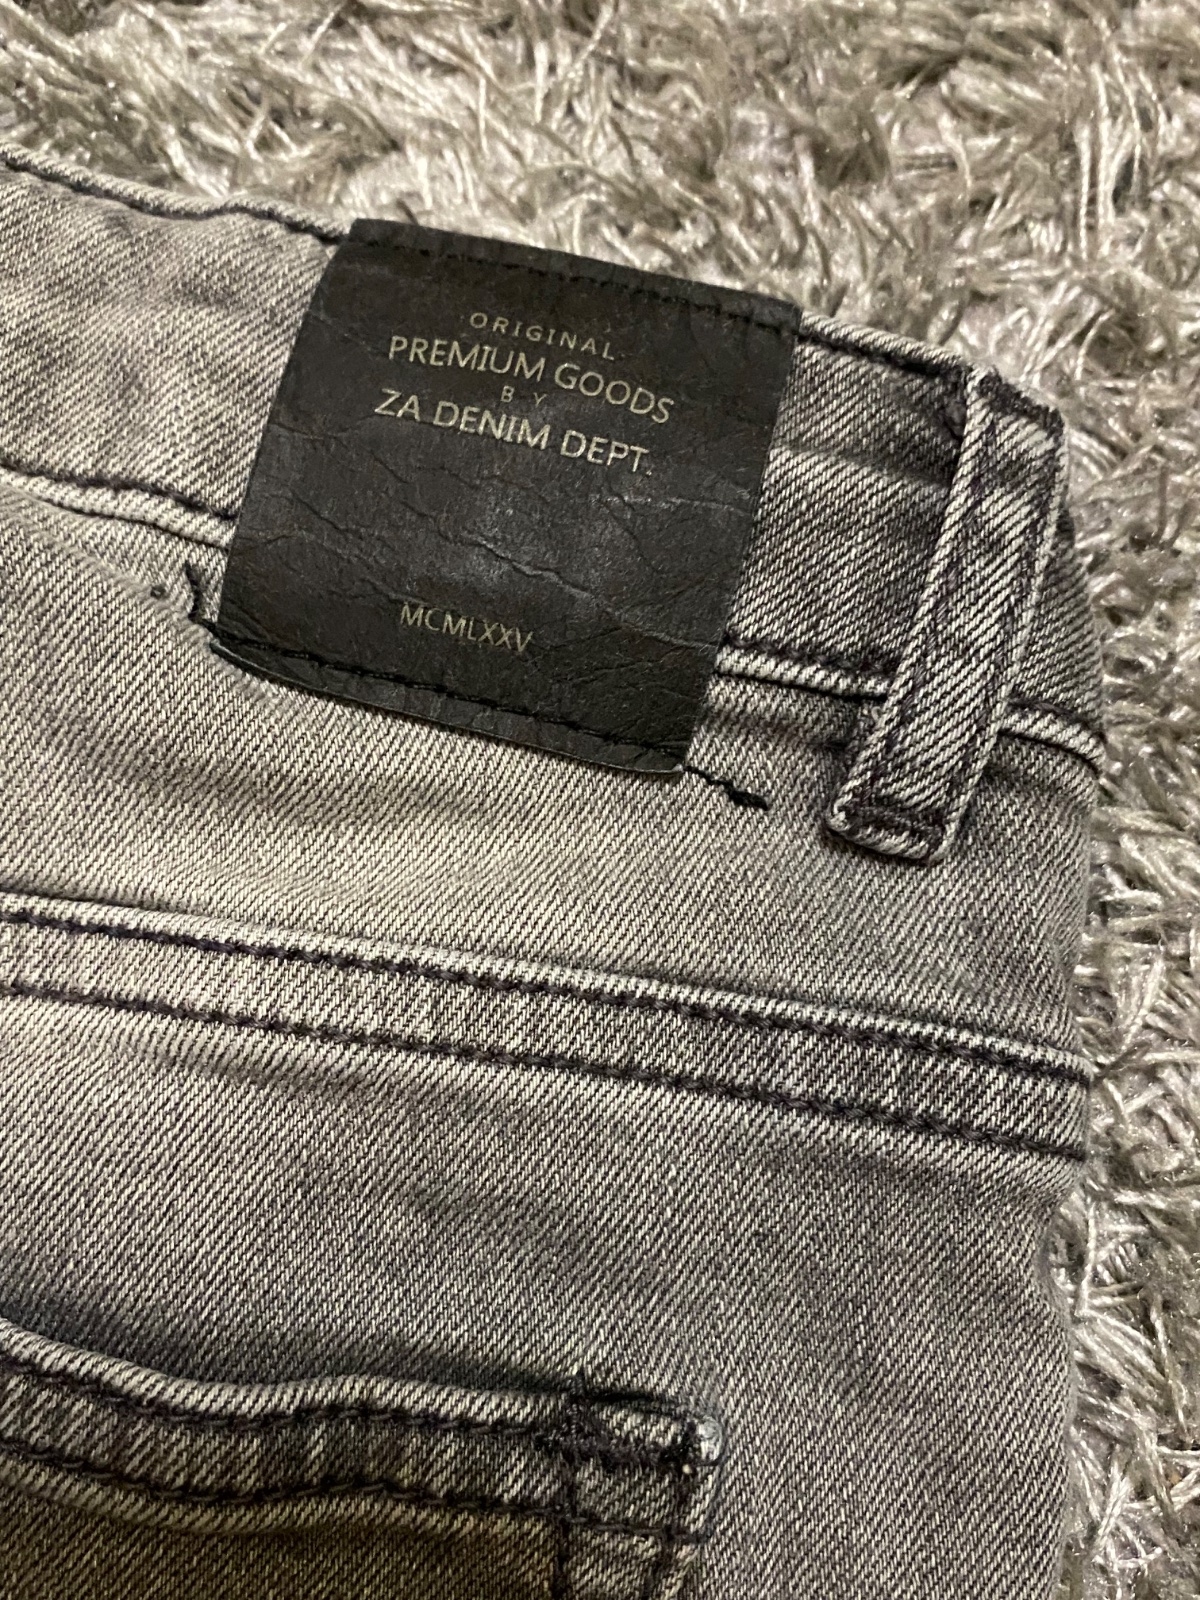 ORIGINAL
PREMIUM GOODS
BY
ZA DENIM DEPT.
MCMLXXV